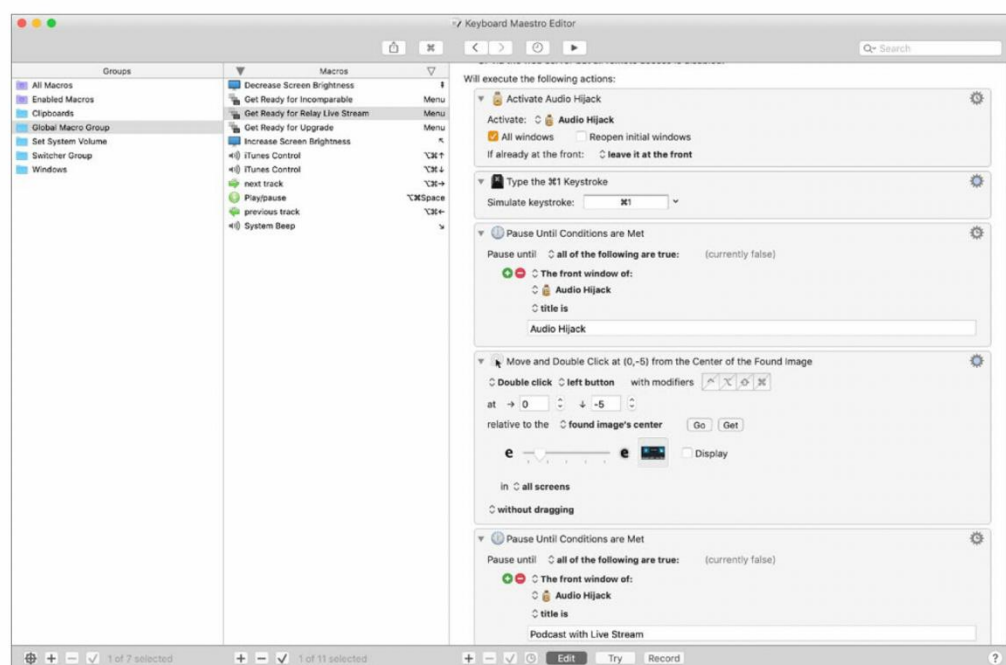 Keyboard Maestro Editor
Search
Groups
All Macros
Enabled Macros
Clipboards
Global Macro Group
Set System Volume
Switcher Group
Windows
Macros
Decrease Screen Brightness
Get Ready for Incomparable Menu
Get Ready for Relay Live Stream Menu
Get Ready for Upgrade Menu
Increase Screen Brightness
iTunes Control ⌥⌘↑
iTunes Control ⌥⌘↓
next track ⌥⌘→
Play/pause ⌥⌘Space
previous track ⌥⌘←
System Beep
Will execute the following actions:
Activate Audio Hijack
Activate: Audio Hijack
All windows Reopen initial windows
If already at the front: leave it at the front
Type the ⌘1 Keystroke
Simulate keystroke: ⌘1
Pause Until Conditions are Met
Pause until all of the following are true: (currently false)
The front window of:
Audio Hijack
title is
Audio Hijack
Move and Double Click at (0,-5) from the Center of the Found Image
Double click left button with modifiers
at → 0 ↓ -5
relative to the found image's center Go Get
e e Display
in all screens
without dragging
Pause Until Conditions are Met
Pause until all of the following are true: (currently false)
The front window of:
Audio Hijack
title is
Podcast with Live Stream
1 of 7 selected
1 of 11 selected
Edit Try Record ?